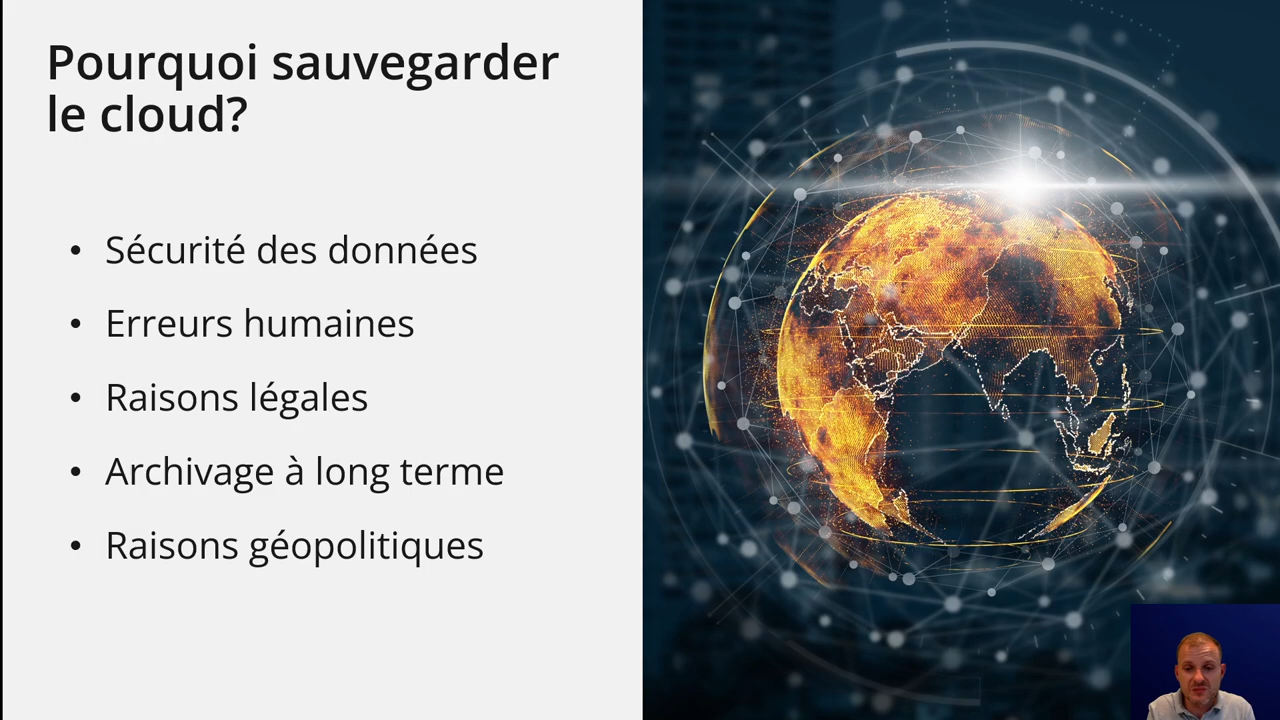 Pourquoi sauvegarder
le cloud?
• Sécurité des données
• Erreurs humaines
• Raisons légales
• Archivage à long terme
• Raisons géopolitiques